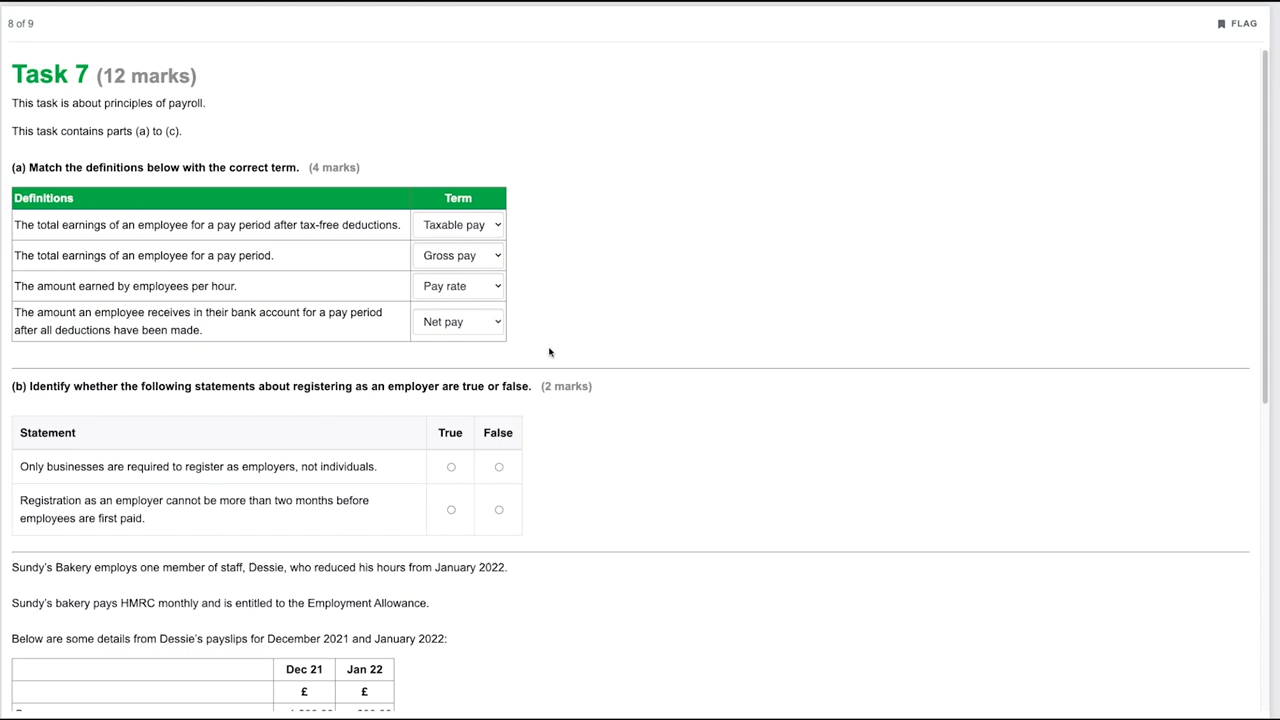 8 of 9
FLAG
Task 7 (12 marks)
This task is about principles of payroll.
This task contains parts (a) to (c).
(a) Match the definitions below with the correct term. (4 marks)
Definitions Term
The total earnings of an employee for a pay period after tax-free deductions. Taxable pay
The total earnings of an employee for a pay period. Gross pay
The amount earned by employees per hour. Pay rate
The amount an employee receives in their bank account for a pay period
after all deductions have been made. Net pay
(b) Identify whether the following statements about registering as an employer are true or false. (2 marks)
Statement True False
Only businesses are required to register as employers, not individuals.
Registration as an employer cannot be more than two months before
employees are first paid.
Sundy's Bakery employs one member of staff, Dessie, who reduced his hours from January 2022.
Sundy's bakery pays HMRC monthly and is entitled to the Employment Allowance.
Below are some details from Dessie's payslips for December 2021 and January 2022:
Dec 21 Jan 22
£ £